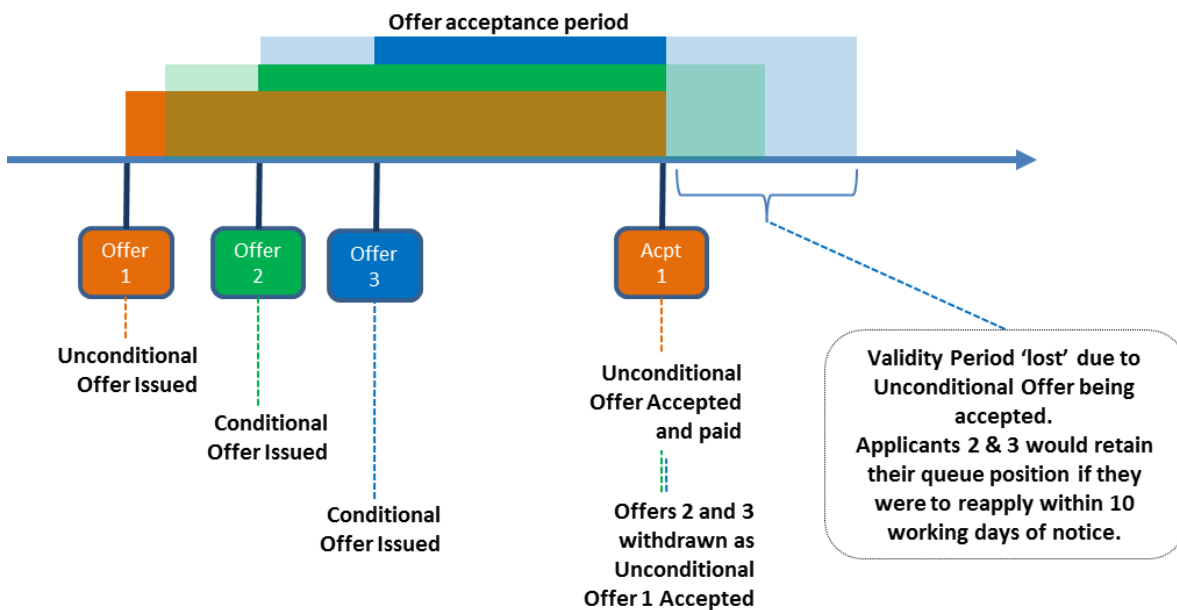 Offer acceptance period
Offer
1
Offer
2
Offer
3
Acpt
1
Unconditional
Offer Issued
Conditional
Offer Issued
Conditional
Offer Issued
Unconditional
Offer Accepted
and paid
Offers 2 and 3
withdrawn as
Unconditional
Offer 1 Accepted
Validity Period ‘lost’ due to
Unconditional Offer being
accepted.
Applicants 2 & 3 would retain
their queue position if they
were to reapply within 10
working days of notice.